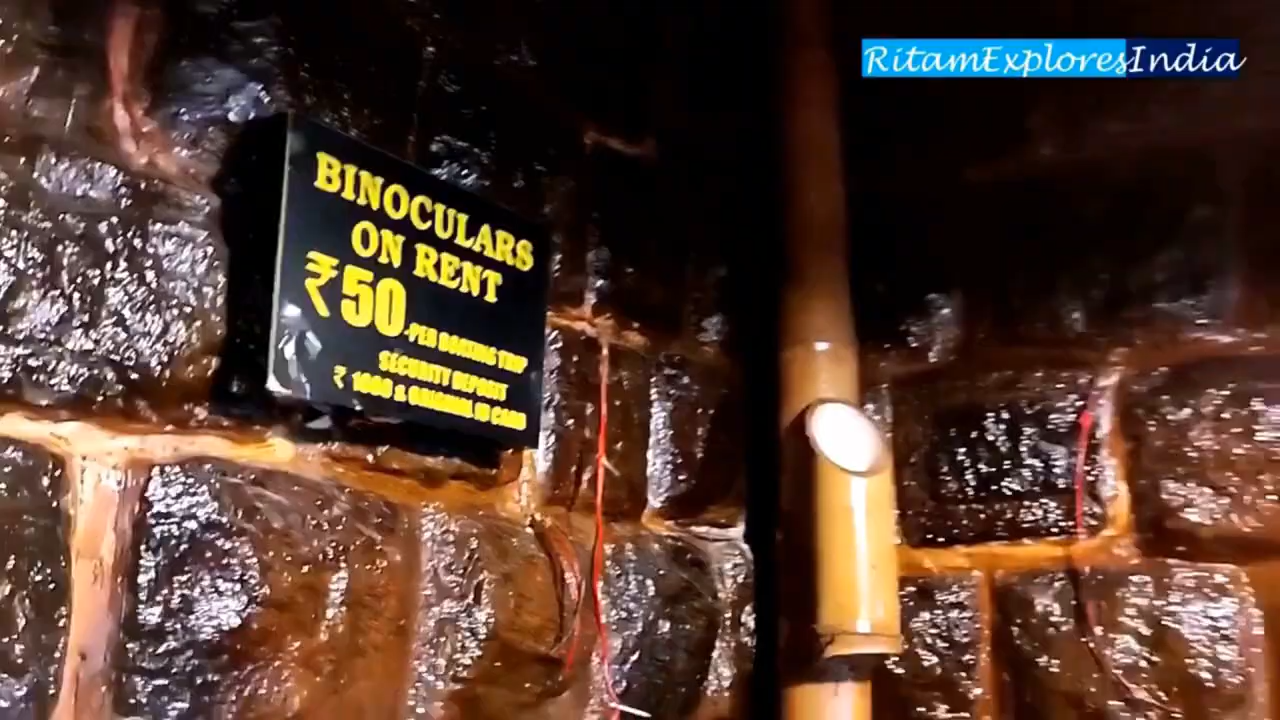 RitamExploresIndia
BINOCULARS
ON RENT
₹50 PER BOATING TRIP
SECURITY DEPOSIT
₹ 1000 & ORIGINAL ID CARD